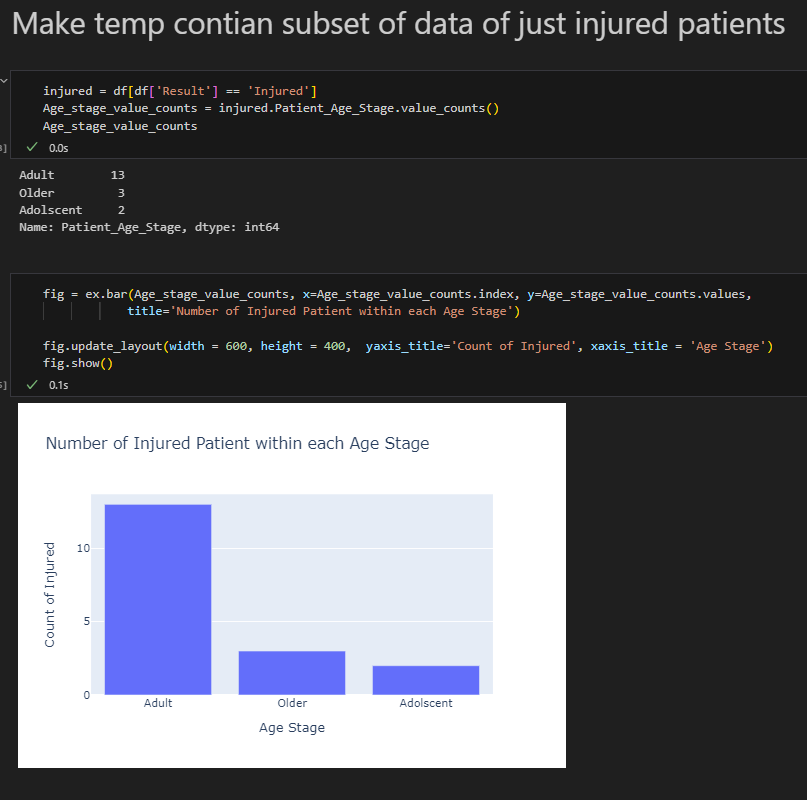 Make temp contian subset of data of just injured patients
injured = df[df['Result'] == 'Injured']
Age_stage_value_counts = injured.Patient_Age_Stage.value_counts()
Age_stage_value_counts
0.0s
Adult 13
Older 3
Adolscent 2
Name: Patient_Age_Stage, dtype: int64
fig = ex.bar(Age_stage_value_counts, x=Age_stage_value_counts.index, y=Age_stage_value_counts.values,
title='Number of Injured Patient within each Age Stage')
fig.update_layout(width = 600, height = 400,  yaxis_title='Count of Injured', xaxis_title = 'Age Stage')
fig.show()
0.1s
Number of Injured Patient within each Age Stage
Count of Injured
10
5
0
Adult Older Adolscent
Age Stage